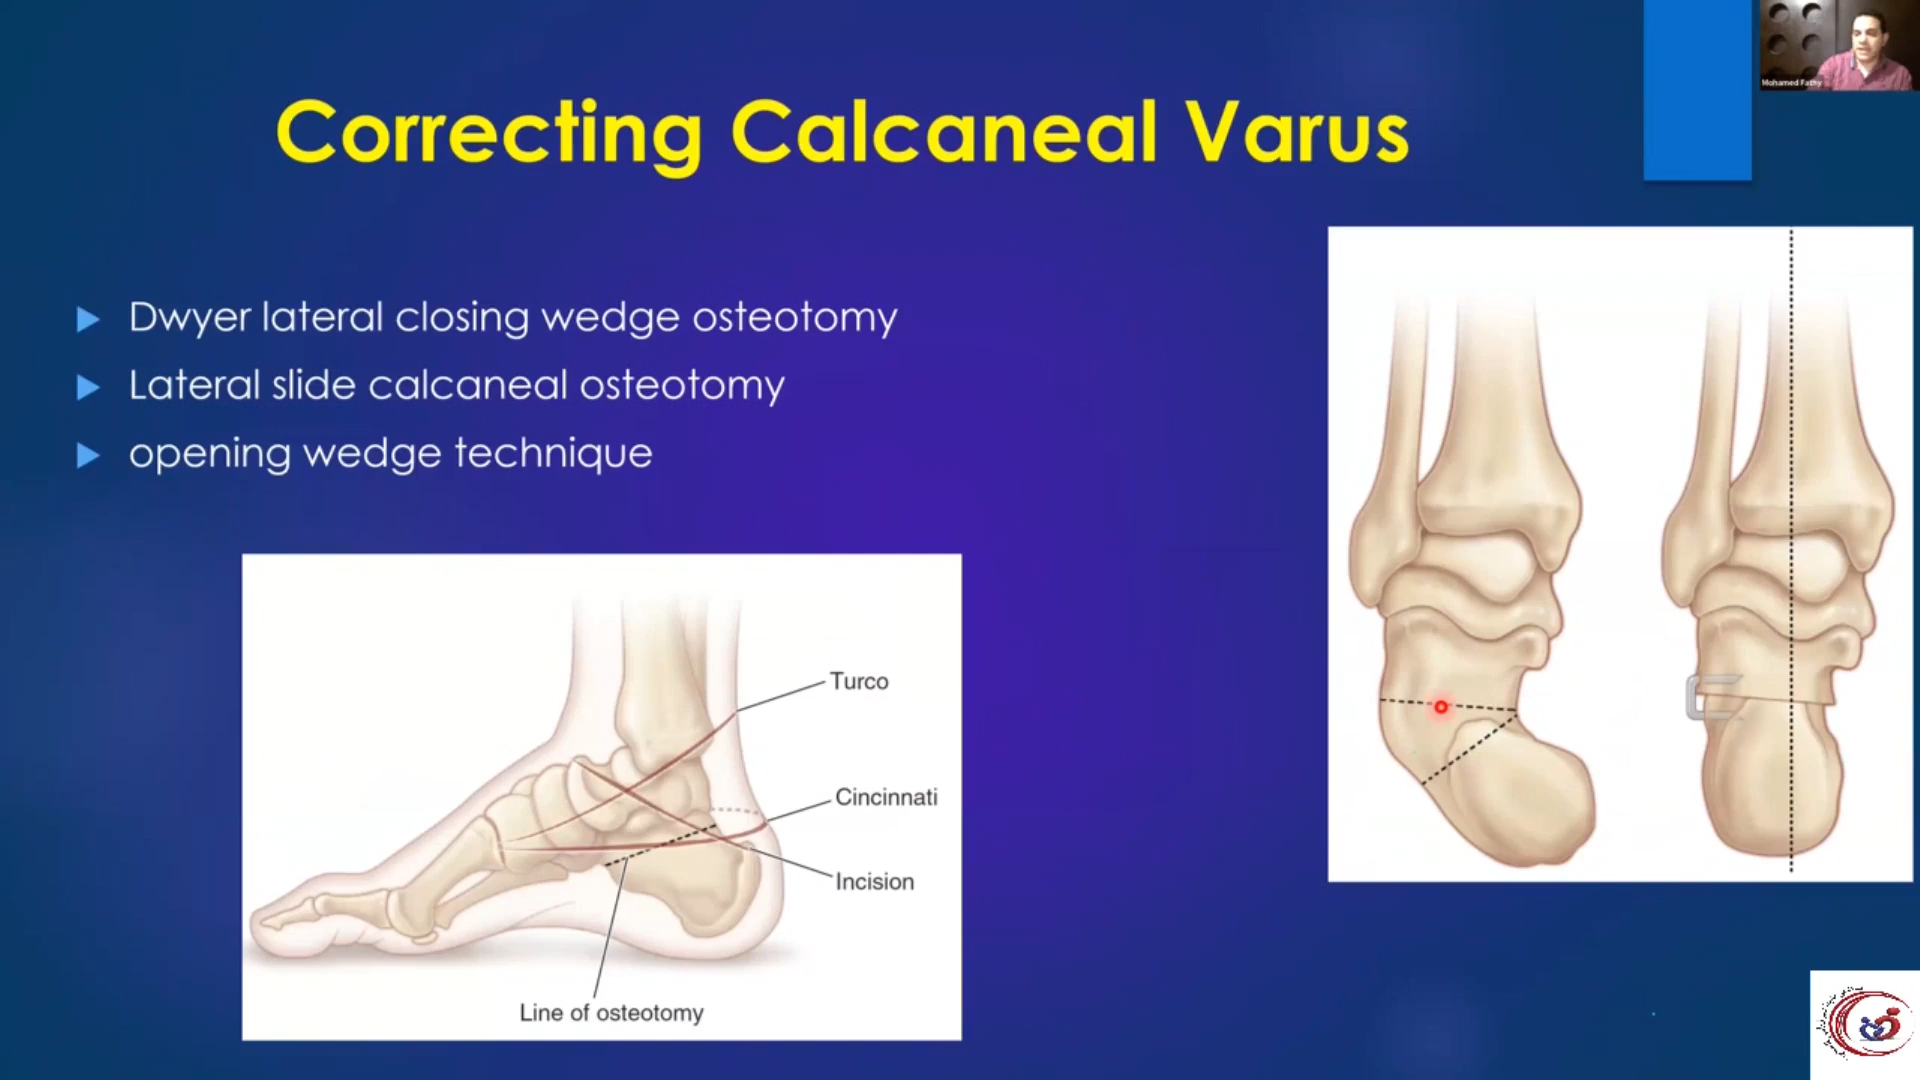 Mohamed Fathy
Correcting Calcaneal Varus
Dwyer lateral closing wedge osteotomy
Lateral slide calcaneal osteotomy
opening wedge technique
Turco
Cincinnati
Incision
Line of osteotomy